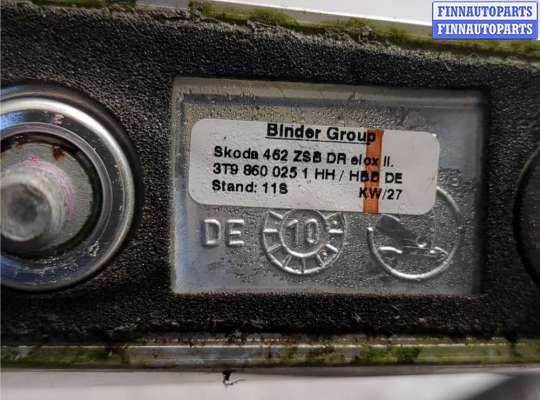 FINNAUTOPARTS
FINNAUTOPARTS
Binder Group
Skoda 462 ZSB DR elox li.
3T9 860 025 1 HH / HBB DE
Stand: 11S KW/27
DE 10